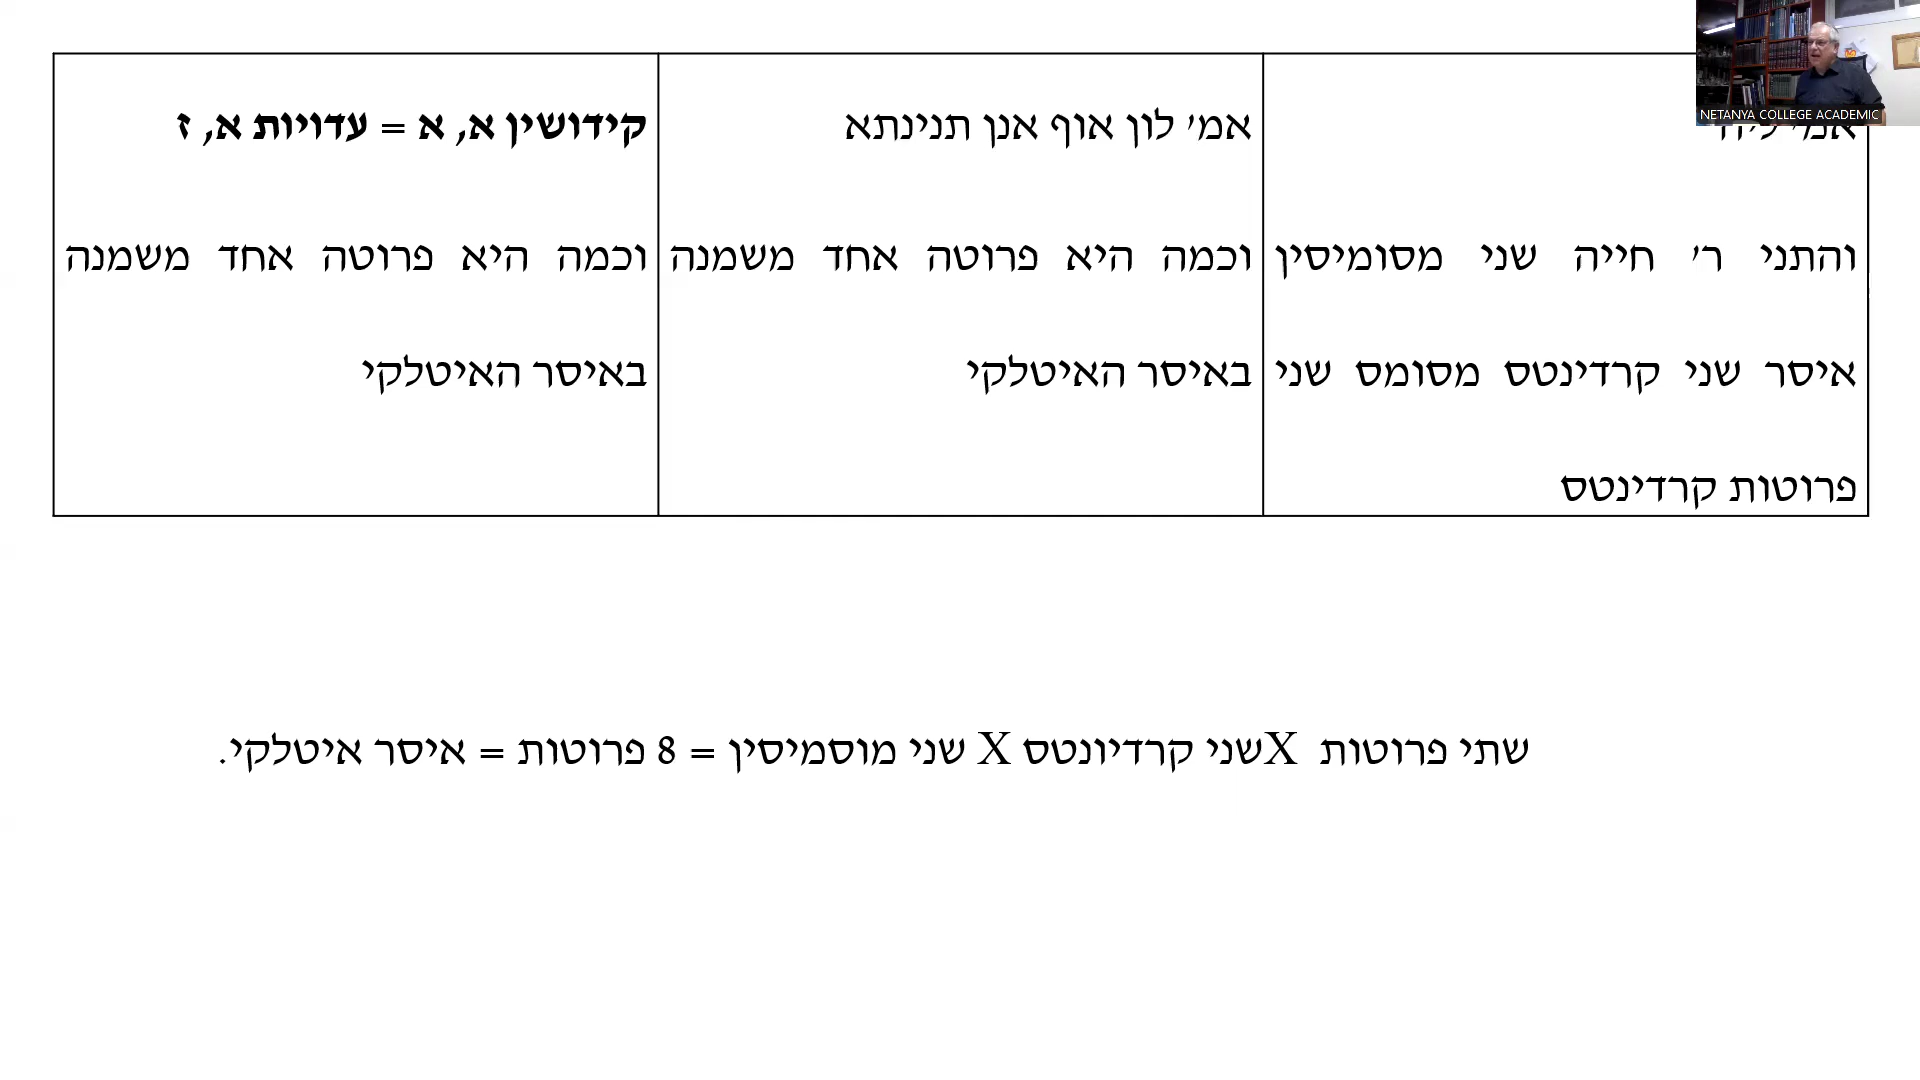 NETANYA COLLEGE ACADEMIC
והתני ר' חייה שני מסומיסין
איסר שני קרדינטס מסומס שני
פרוטות קרדינטס
אמ' לון אוף אנן תנינתא
וכמה היא פרוטה אחד משמנה
באיסר האיטלקי
קידושין א, א = עדויות א, ז
וכמה היא פרוטה אחד משמנה
באיסר האיטלקי
שתי פרוטות Xשני קרדיונטס X שני מוסמיסין = 8 פרוטות = איסר איטלקי.